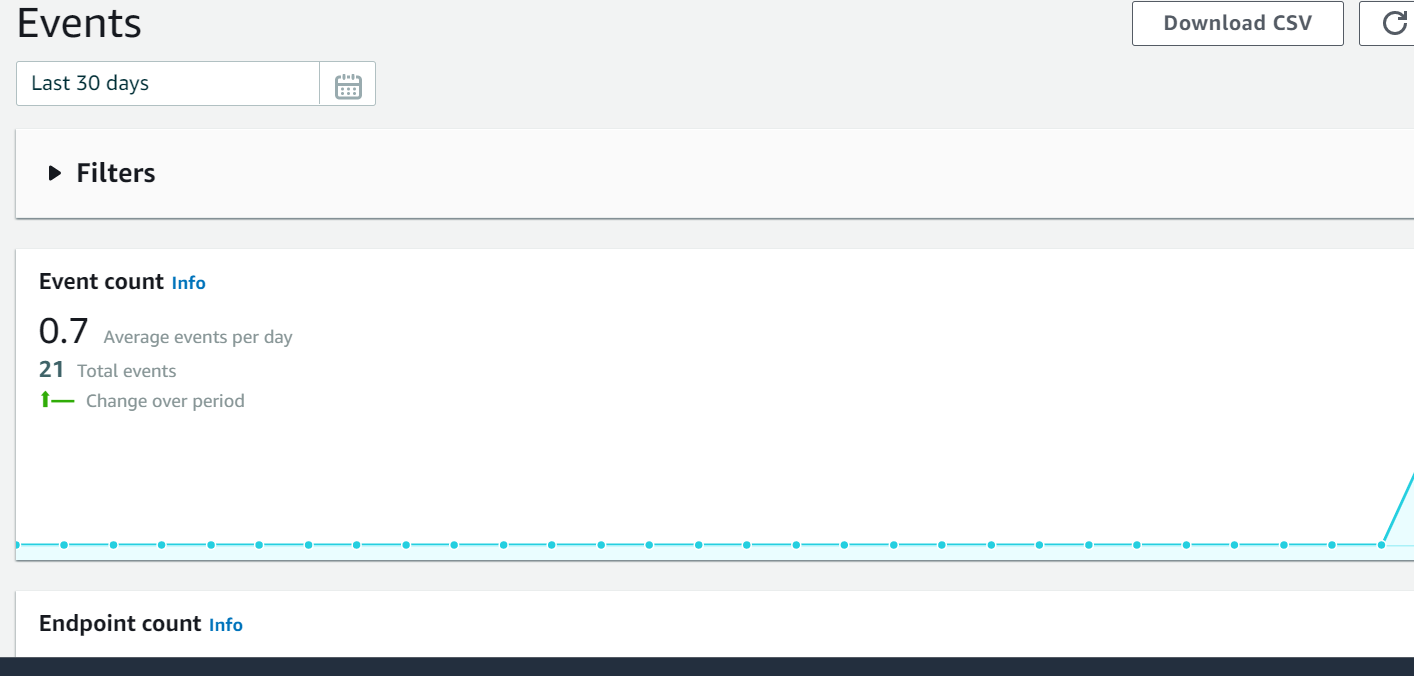 Events
Download CSV
Last 30 days
Filters
Event count Info
0.7 Average events per day
21 Total events
Change over period
Endpoint count Info